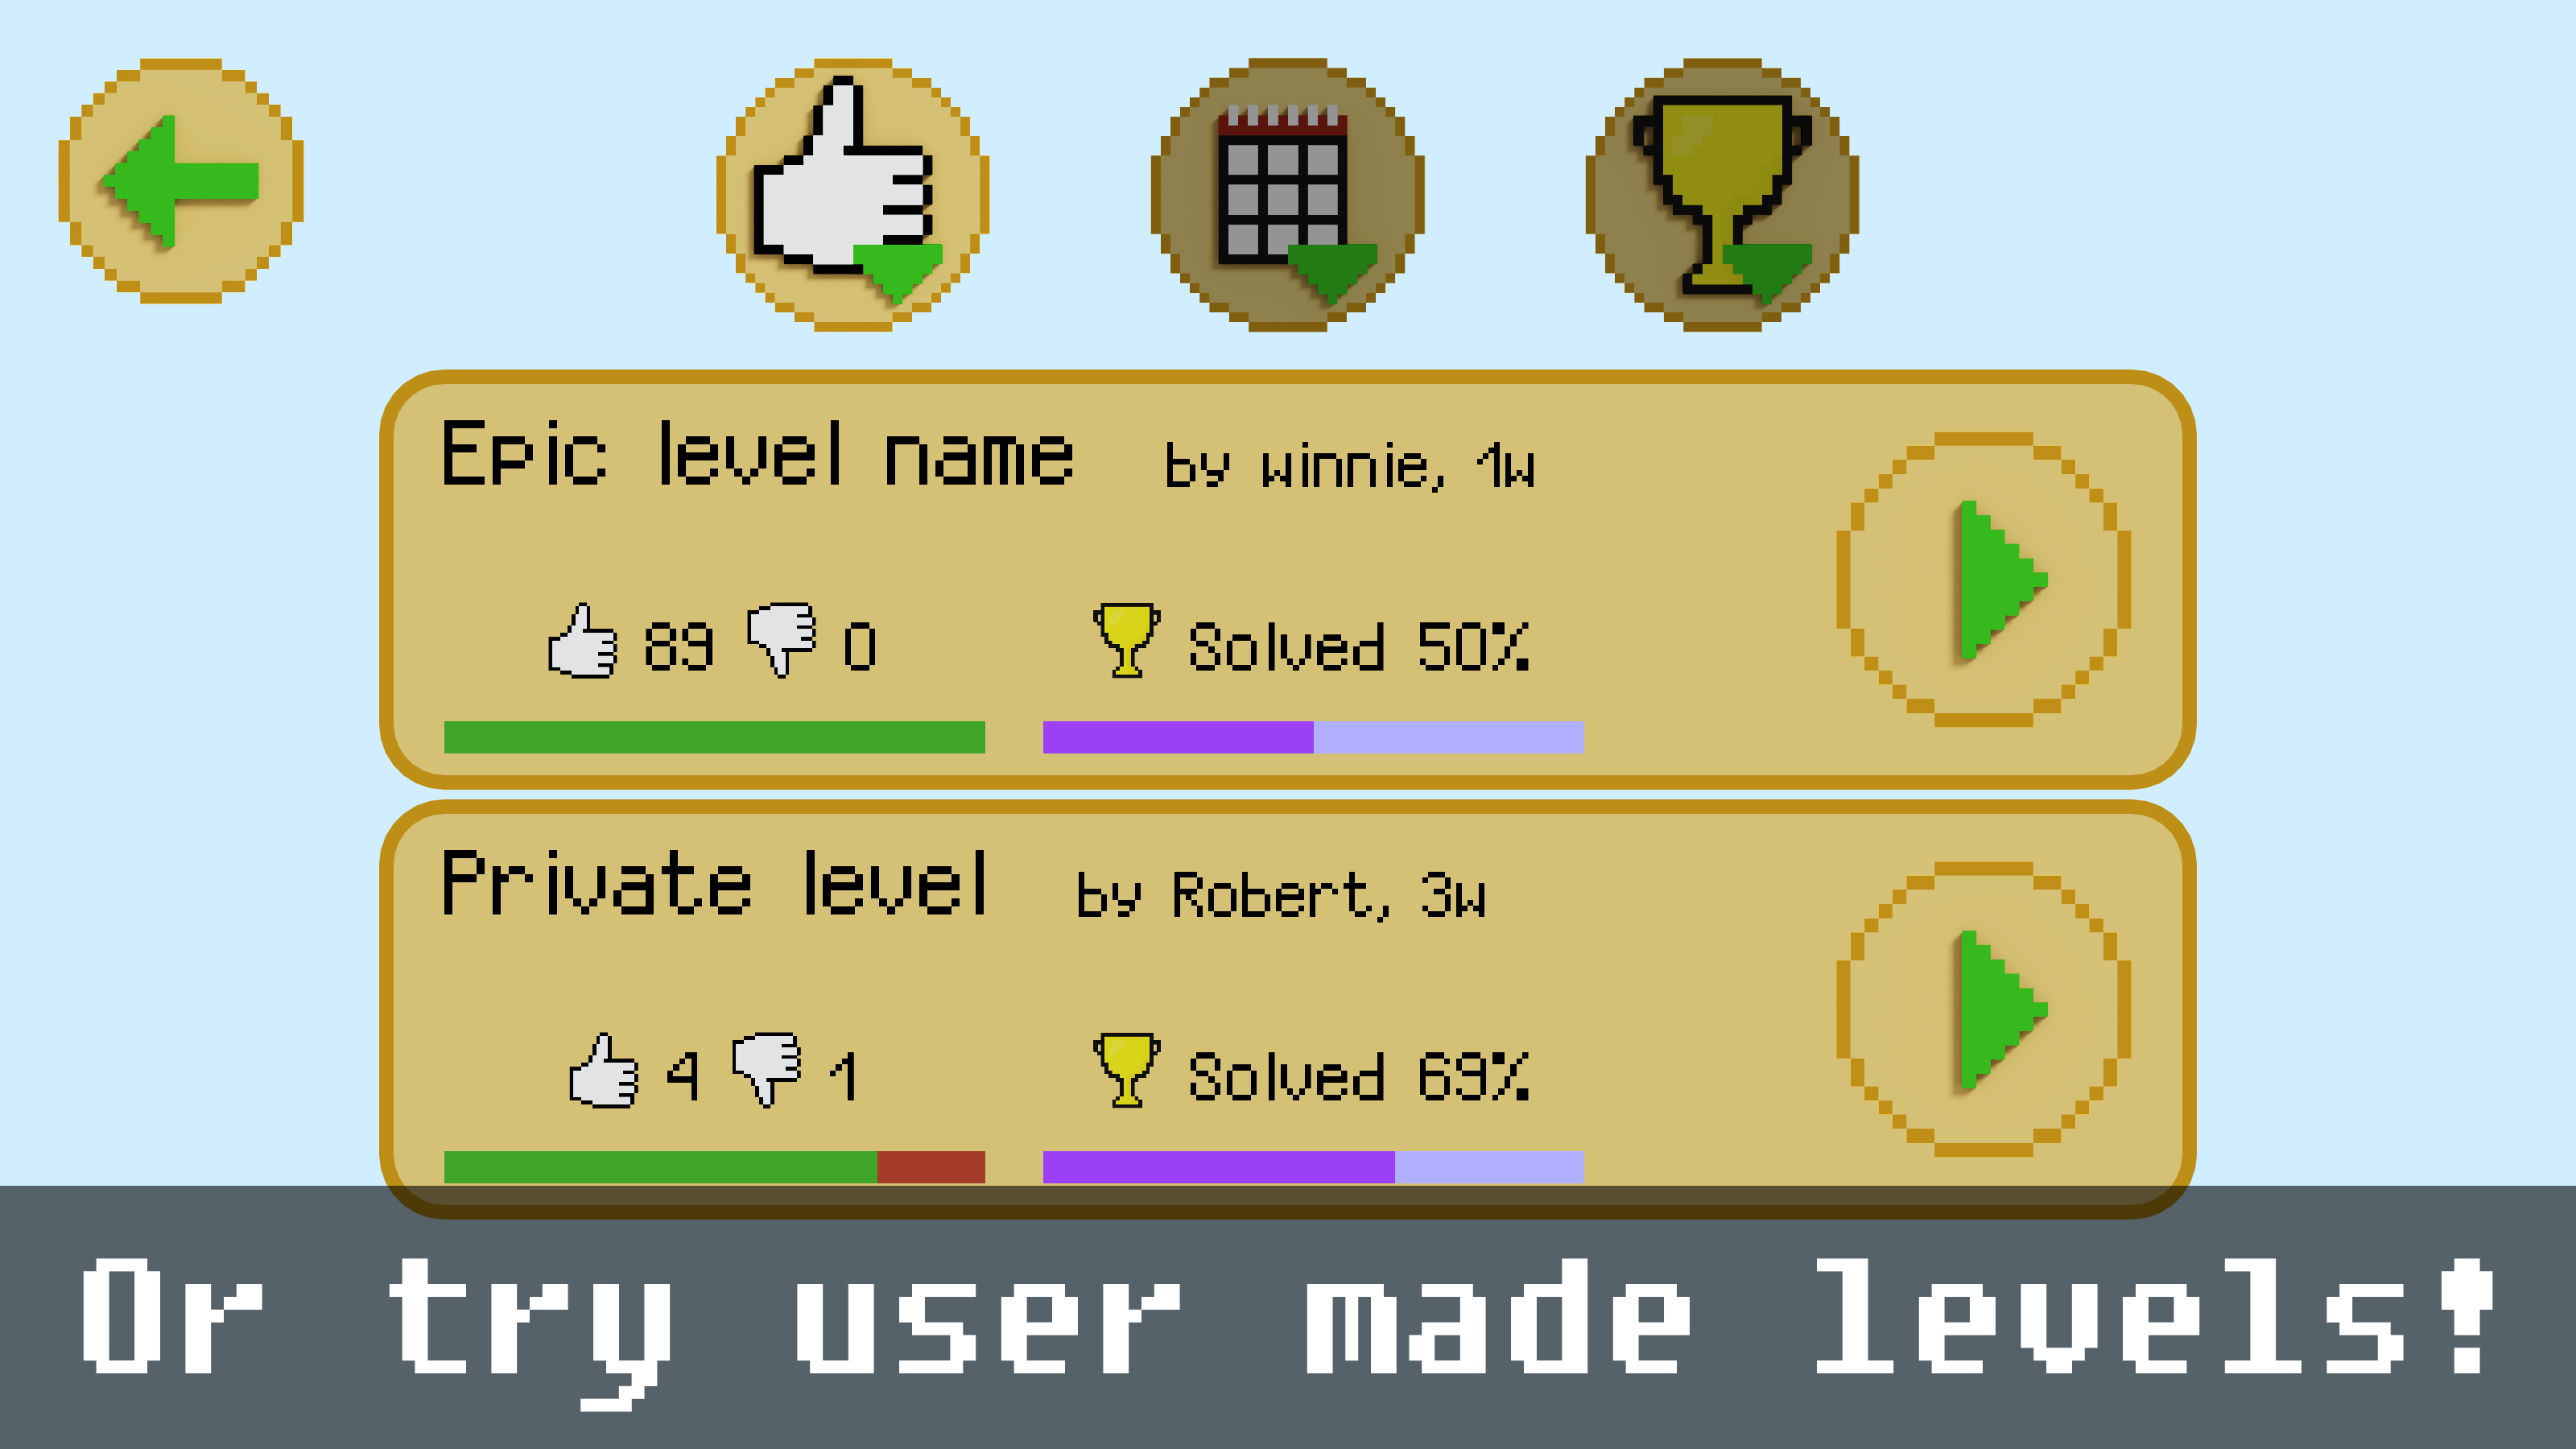 Epic level name by winnie, 1w
89 0 Solved 50%
Private level by Robert, 3w
4 1 Solved 69%
Or try user made levels!